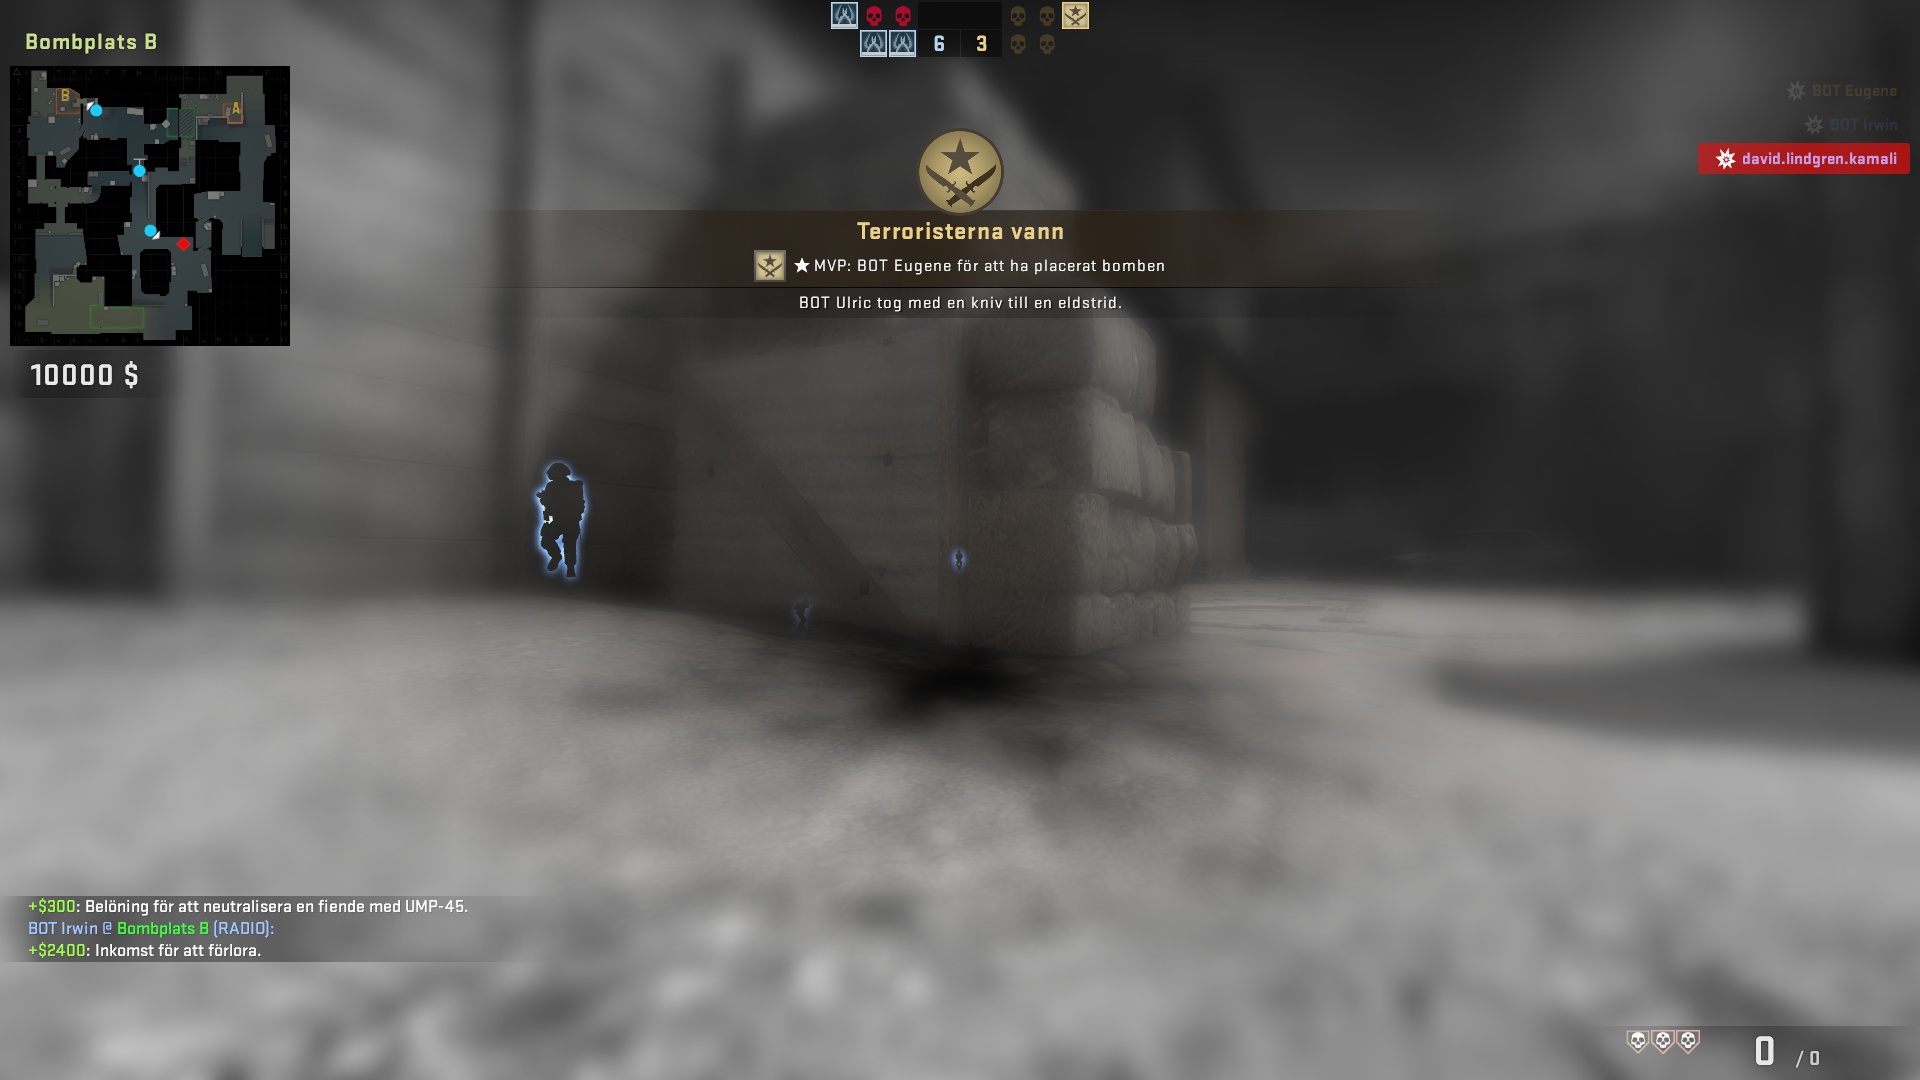 Bombplats B
B
A
10000 $
6 3
BOT Eugene
BOT Irwin
david.lindgren.kamali
Terroristerna vann
MVP: BOT Eugene för att ha placerat bomben
BOT Ulric tog med en kniv till en eldstrid.
+$300: Belöning för att neutralisera en fiende med UMP-45.
BOT Irwin @ Bombplats B (RADIO):
+$2400: Inkomst för att förlora.
0 / 0